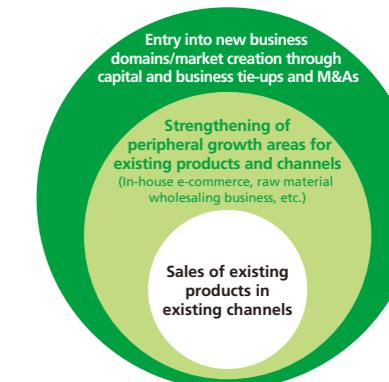 Entry into new business
domains/market creation through
capital and business tie-ups and M&As
Strengthening of
peripheral growth areas for
existing products and channels
(In-house e-commerce, raw material
wholesaling business, etc.)
Sales of existing
products in
existing channels